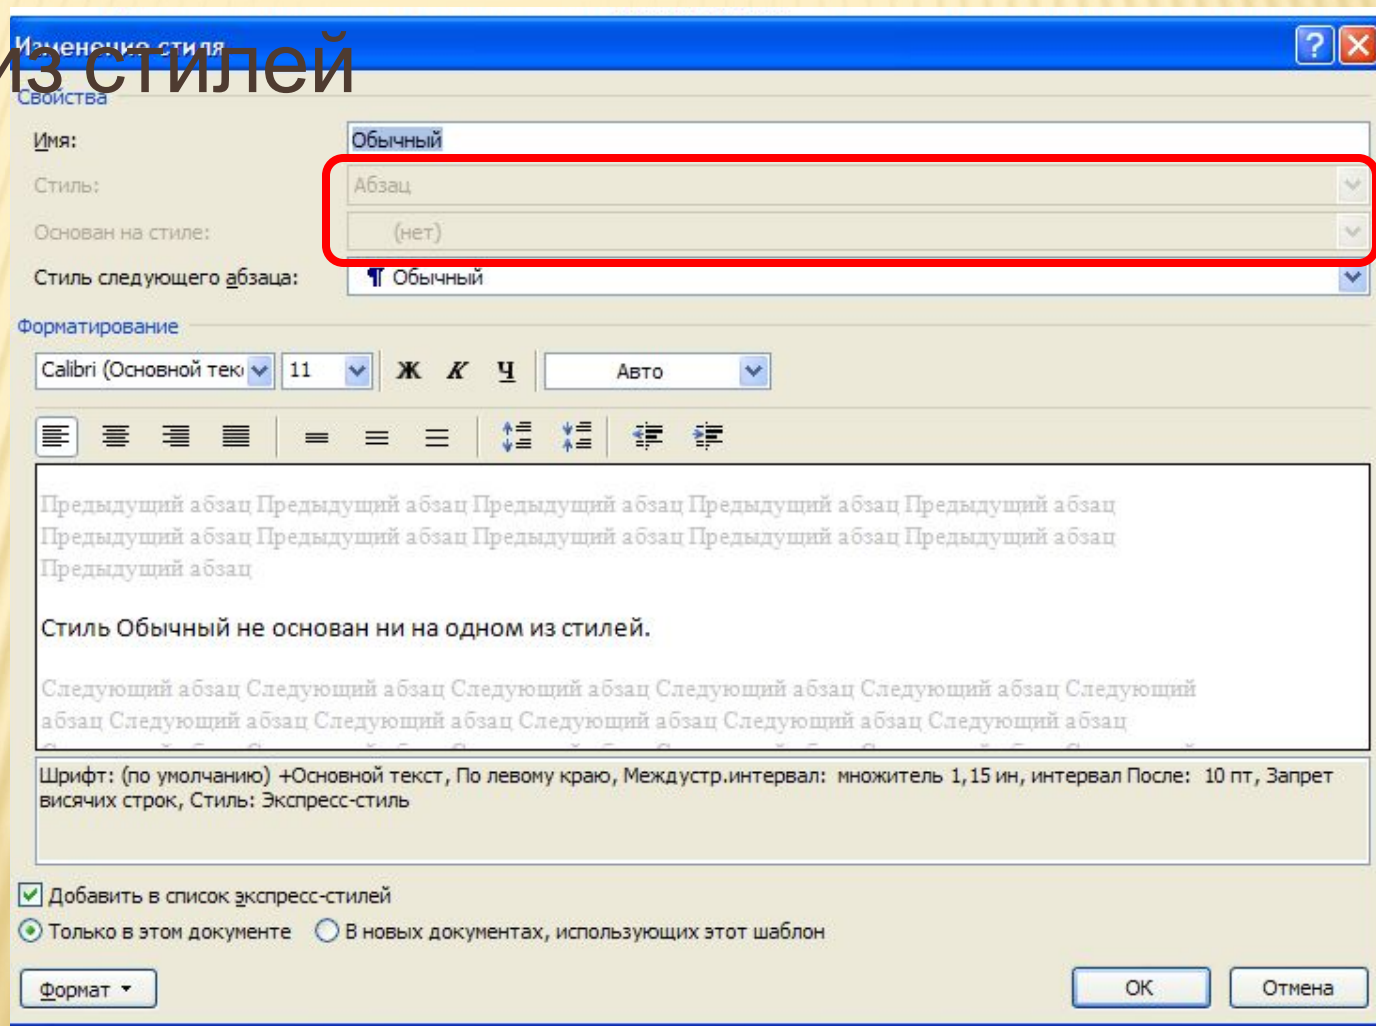 Изменение стиля
из стилей
Свойства
Имя:
Обычный
Стиль:
Абзац
Основан на стиле:
(нет)
Стиль следующего абзаца:
¶ Обычный
Форматирование
Calibri (Основной тек 11 Ж К Ч Авто
Предыдущий абзац Предыдущий абзац Предыдущий абзац Предыдущий абзац Предыдущий абзац
Предыдущий абзац Предыдущий абзац Предыдущий абзац Предыдущий абзац Предыдущий абзац
Предыдущий абзац
Стиль Обычный не основан ни на одном из стилей.
Следующий абзац Следующий абзац Следующий абзац Следующий абзац Следующий абзац Следующий
абзац Следующий абзац Следующий абзац Следующий абзац Следующий абзац Следующий абзац
Шрифт: (по умолчанию) +Основной текст, По левому краю, Междустр.интервал: множитель 1,15 ин, интервал После: 10 пт, Запрет
висячих строк, Стиль: Экспресс-стиль
Добавить в список экспресс-стилей
Только в этом документе В новых документах, использующих этот шаблон
Формат
ОК
Отмена